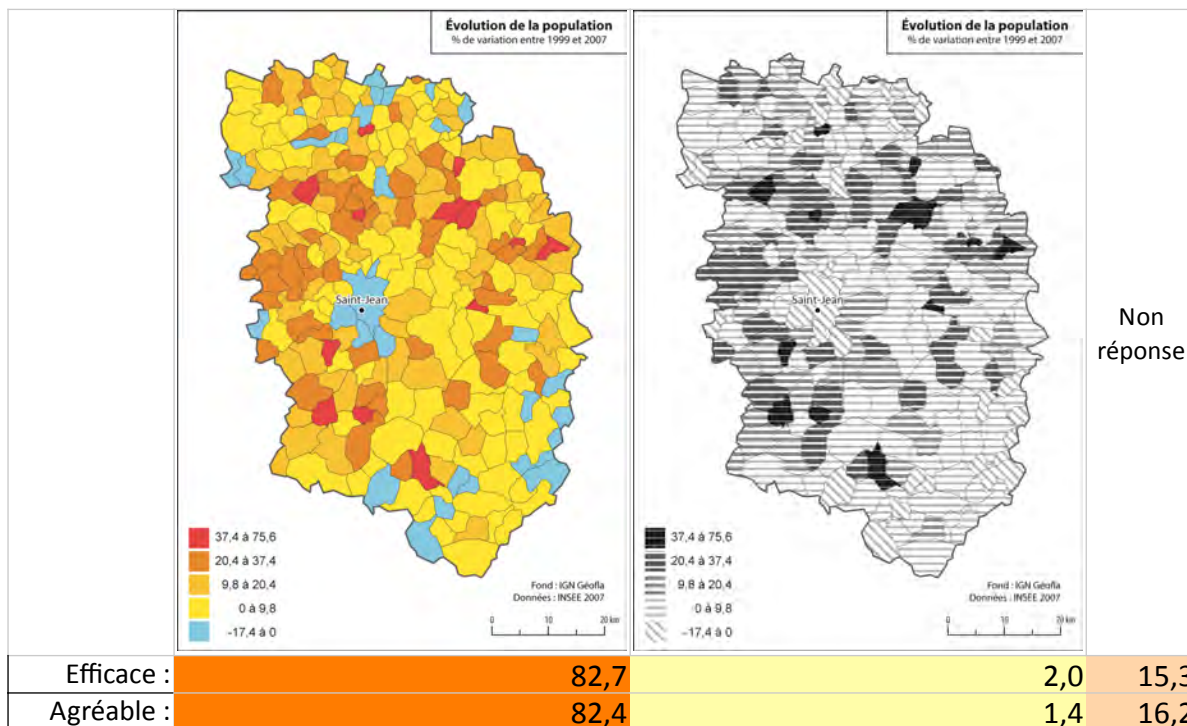 Évolution de la population
% de variation entre 1999 et 2007
Saint-Jean
37,4 à 75,6
20,4 à 37,4
9,8 à 20,4
0 à 9,8
-17,4 à 0
Fond : IGN Géofla
Données : INSEE 2007
0 10 20 km
Évolution de la population
% de variation entre 1999 et 2007
Saint-Jean
37,4 à 75,6
20,4 à 37,4
9,8 à 20,4
0 à 9,8
-17,4 à 0
Fond : IGN Géofla
Données : INSEE 2007
0 10 20 km
Non
réponse
Efficace : 82,7 2,0 15,3
Agréable : 82,4 1,4 16,2